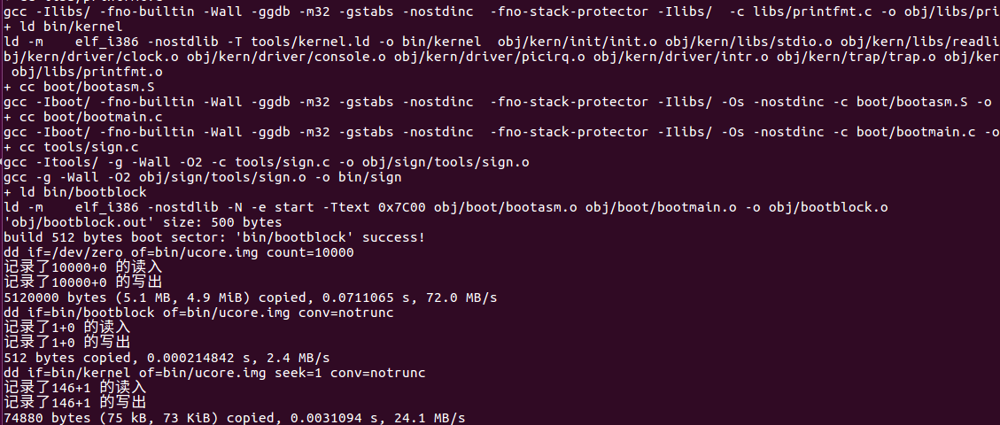 gcc -Ilibs/ -fno-builtin -Wall -ggdb -m32 -gstabs -nostdinc  -fno-stack-protector -Ilibs/  -c libs/printfmt.c -o obj/libs/pri
+ ld bin/kernel
ld -m    elf_i386 -nostdlib -T tools/kernel.ld -o bin/kernel  obj/kern/init/init.o obj/kern/libs/stdio.o obj/kern/libs/readli
bj/kern/driver/clock.o obj/kern/driver/console.o obj/kern/driver/picirq.o obj/kern/driver/intr.o obj/kern/trap/trap.o obj/ker
 obj/libs/printfmt.o
+ cc boot/bootasm.S
gcc -Iboot/ -fno-builtin -Wall -ggdb -m32 -gstabs -nostdinc  -fno-stack-protector -Ilibs/ -Os -nostdinc -c boot/bootasm.S -o
+ cc boot/bootmain.c
gcc -Iboot/ -fno-builtin -Wall -ggdb -m32 -gstabs -nostdinc  -fno-stack-protector -Ilibs/ -Os -nostdinc -c boot/bootmain.c -o
+ cc tools/sign.c
gcc -Itools/ -g -Wall -O2 -c tools/sign.c -o obj/sign/tools/sign.o
gcc -g -Wall -O2 obj/sign/tools/sign.o -o bin/sign
+ ld bin/bootblock
ld -m    elf_i386 -nostdlib -N -e start -Ttext 0x7C00 obj/boot/bootasm.o obj/boot/bootmain.o -o obj/bootblock.o
'obj/bootblock.out' size: 500 bytes
build 512 bytes boot sector: 'bin/bootblock' success!
dd if=/dev/zero of=bin/ucore.img count=10000
记录了10000+0 的读入
记录了10000+0 的写出
5120000 bytes (5.1 MB, 4.9 MiB) copied, 0.0711065 s, 72.0 MB/s
dd if=bin/bootblock of=bin/ucore.img conv=notrunc
记录了1+0 的读入
记录了1+0 的写出
512 bytes copied, 0.000214842 s, 2.4 MB/s
dd if=bin/kernel of=bin/ucore.img seek=1 conv=notrunc
记录了146+1 的读入
记录了146+1 的写出
74880 bytes (75 kB, 73 KiB) copied, 0.0031094 s, 24.1 MB/s